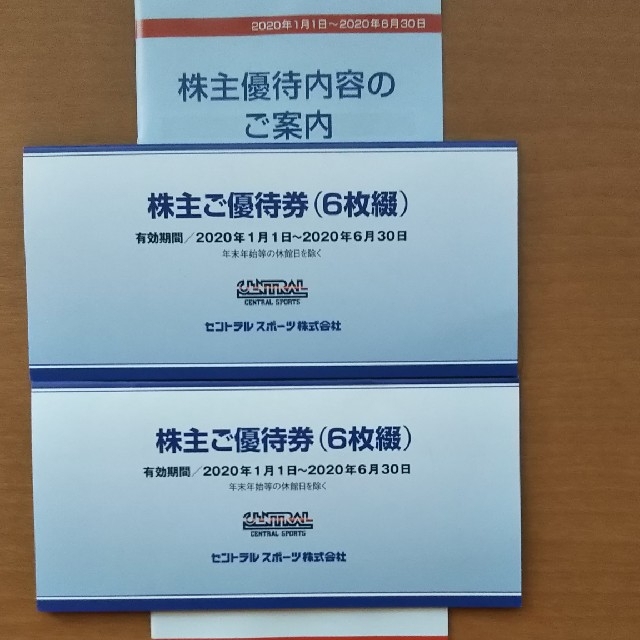 2020年1月1日～2020年6月30日
株主優待内容の
ご案内
株主ご優待券（6枚綴）
有効期間／2020年1月1日～2020年6月30日
年末年始等の休館日を除く
CENTRAL
CENTRAL SPORTS
セントラルスポーツ株式会社
株主ご優待券（6枚綴）
有効期間／2020年1月1日～2020年6月30日
年末年始等の休館日を除く
CENTRAL
CENTRAL SPORTS
セントラルスポーツ株式会社